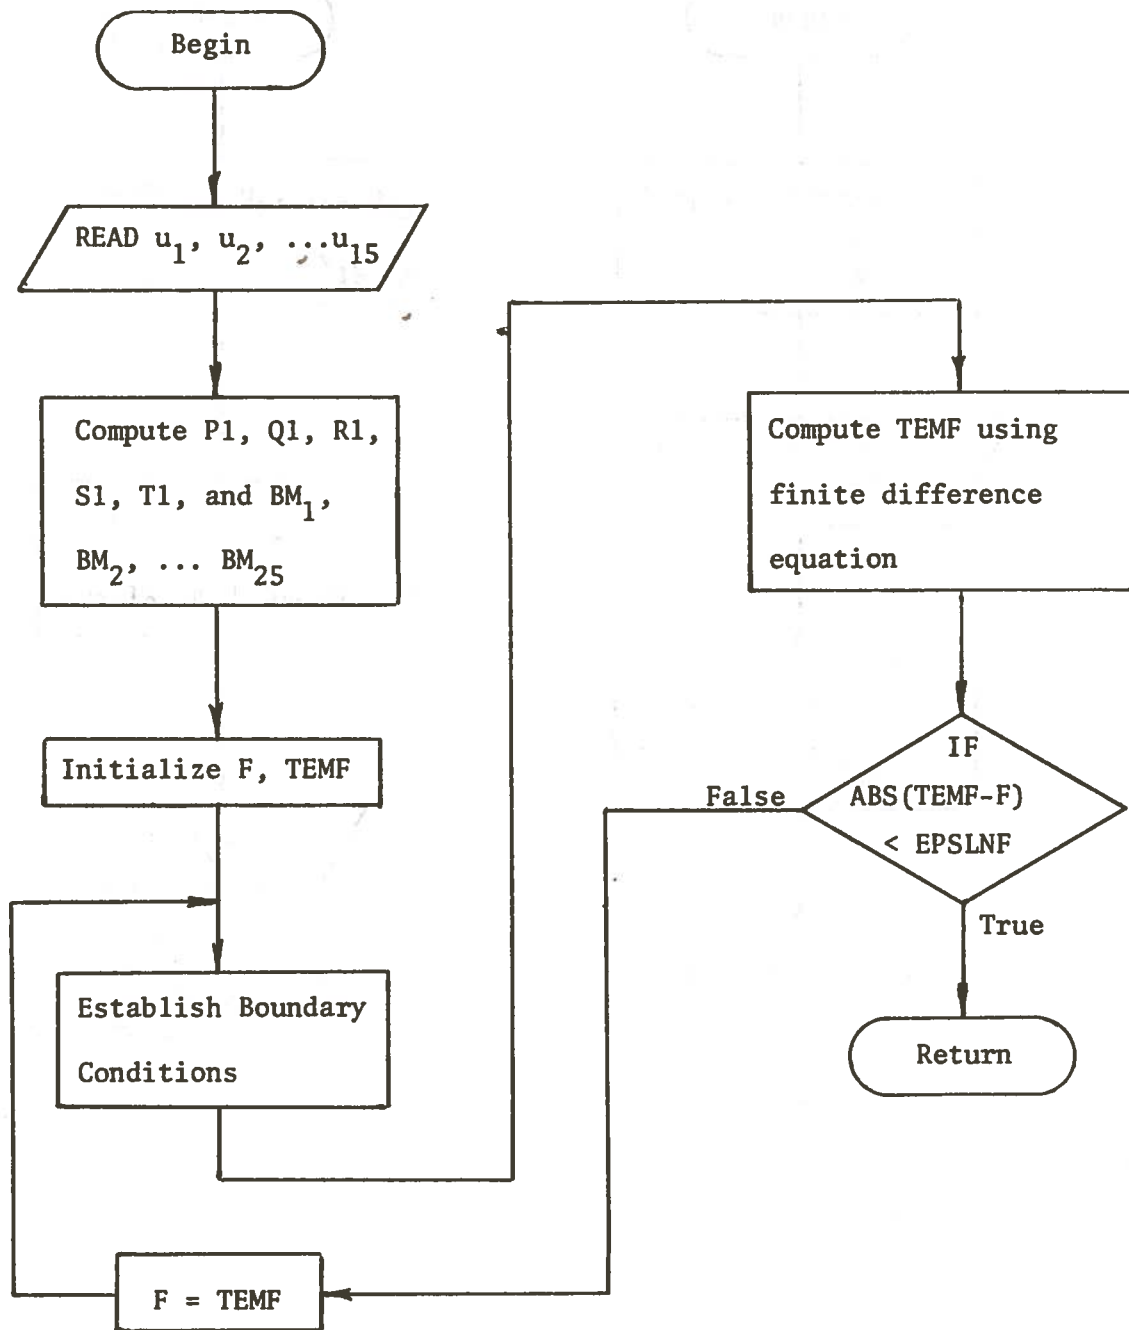 Begin
READ u1, u2, ...u15
Compute P1, Q1, R1,
S1, T1, and BM1,
BM2, ... BM25
Initialize F, TEMF
Establish Boundary
Conditions
F = TEMF
Compute TEMF using
finite difference
equation
IF
ABS(TEMF-F)
< EPSLNF
False
True
Return